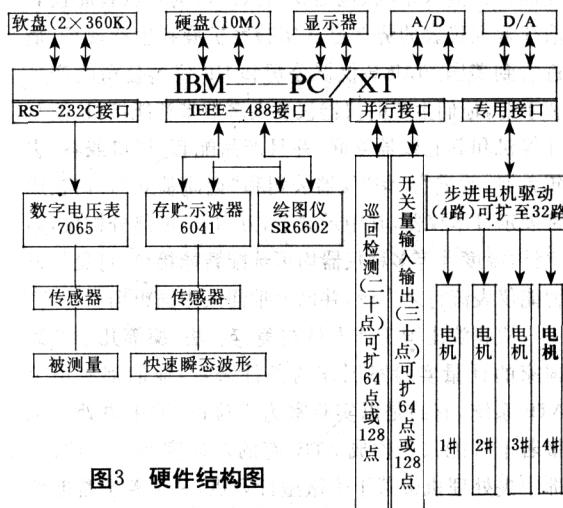 软盘(2×360K)
硬盘(10M)
显示器
A/D
D/A
IBM——PC/XT
RS—232C接口
IEEE—488接口
并行接口
专用接口
数字电压表
7065
存贮示波器
6041
绘图仪
SR6602
巡回检测(二十点)可扩64点或128点
开关量输入输出(三十点)可扩64点或128点
步进电机驱动
(4路)可扩至32路
传感器
传感器
被测量
快速瞬态波形
电机
1#
电机
2#
电机
3#
电机
4#
图3 硬件结构图